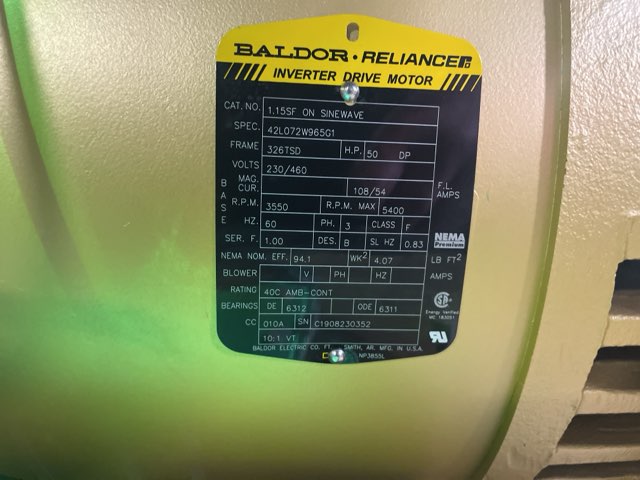 BALDOR · RELIANCE
INVERTER DRIVE MOTOR
CAT. NO. 1.15SF ON SINEWAVE
SPEC. 42L072W965G1
FRAME 326TSD H.P. 50 DP
VOLTS 230/460
MAG. CUR. 108/54 F.L. AMPS
BASE R.P.M. 3550 R.P.M. MAX 5400
HZ. 60 PH. 3 CLASS F
SER. F. 1.00 DES. B SL HZ 0.83 NEMA Premium
NEMA NOM. EFF. 94.1 WK2 4.07 LB FT2
BLOWER V PH HZ AMPS
RATING 40C AMB-CONT
BEARINGS DE 6312 ODE 6311
Energy Verified
CC 010A SN C1908230352
10:1 VT
BALDOR ELECTRIC CO. FT. SMITH, AR. MFG. IN U.S.A.
NP3855L